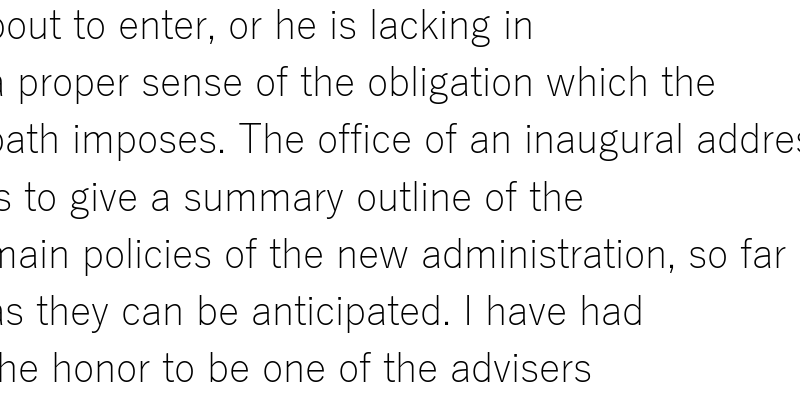 bout to enter, or he is lacking in
a proper sense of the obligation which the
oath imposes. The office of an inaugural addres
s to give a summary outline of the
main policies of the new administration, so far
as they can be anticipated. I have had
he honor to be one of the advisers